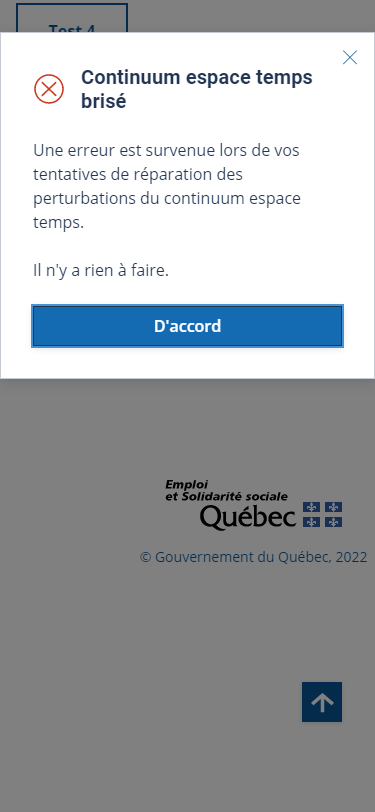 Test 4
Continuum espace temps
brisé
Une erreur est survenue lors de vos
tentatives de réparation des
perturbations du continuum espace
temps.
Il n'y a rien à faire.
D'accord
Emploi
et Solidarité sociale
Québec
© Gouvernement du Québec, 2022